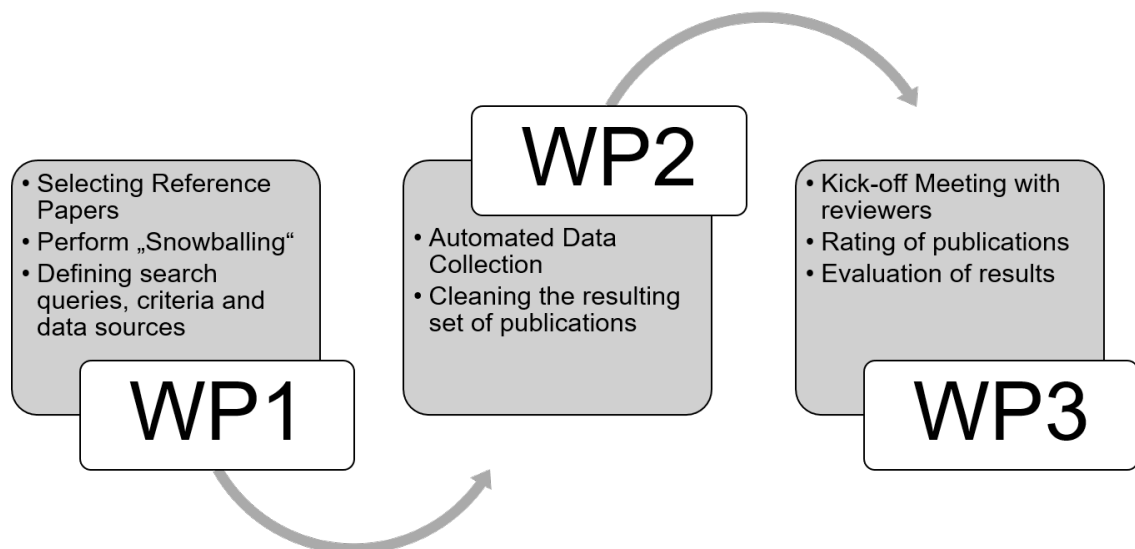 • Selecting Reference
Papers
• Perform „Snowballing“
• Defining search
queries, criteria and
data sources
WP1
WP2
• Automated Data
Collection
• Cleaning the resulting
set of publications
• Kick-off Meeting with
reviewers
• Rating of publications
• Evaluation of results
WP3